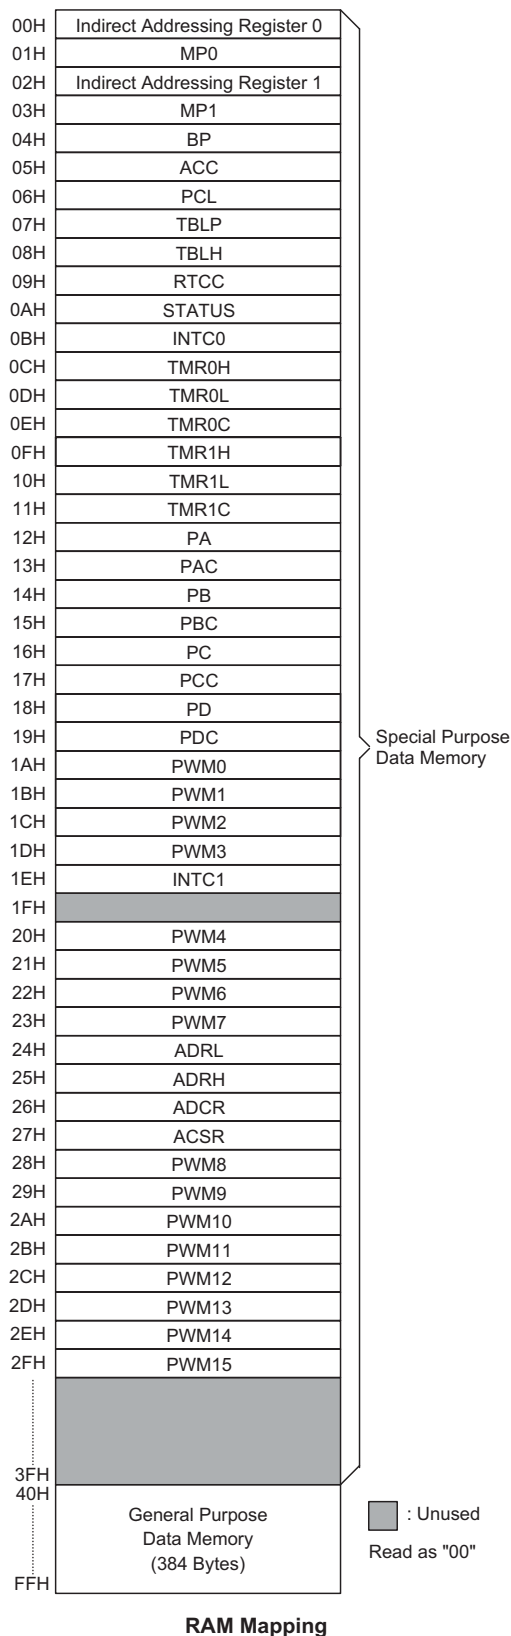 00H Indirect Addressing Register 0
01H MP0
02H Indirect Addressing Register 1
03H MP1
04H BP
05H ACC
06H PCL
07H TBLP
08H TBLH
09H RTCC
0AH STATUS
0BH INTC0
0CH TMR0H
0DH TMR0L
0EH TMR0C
0FH TMR1H
10H TMR1L
11H TMR1C
12H PA
13H PAC
14H PB
15H PBC
16H PC
17H PCC
18H PD
19H PDC
Special Purpose
Data Memory
1AH PWM0
1BH PWM1
1CH PWM2
1DH PWM3
1EH INTC1
1FH
20H PWM4
21H PWM5
22H PWM6
23H PWM7
24H ADRL
25H ADRH
26H ADCR
27H ACSR
28H PWM8
29H PWM9
2AH PWM10
2BH PWM11
2CH PWM12
2DH PWM13
2EH PWM14
2FH PWM15
3FH
40H
General Purpose
Data Memory
(384 Bytes)
FFH
: Unused
Read as "00"
RAM Mapping